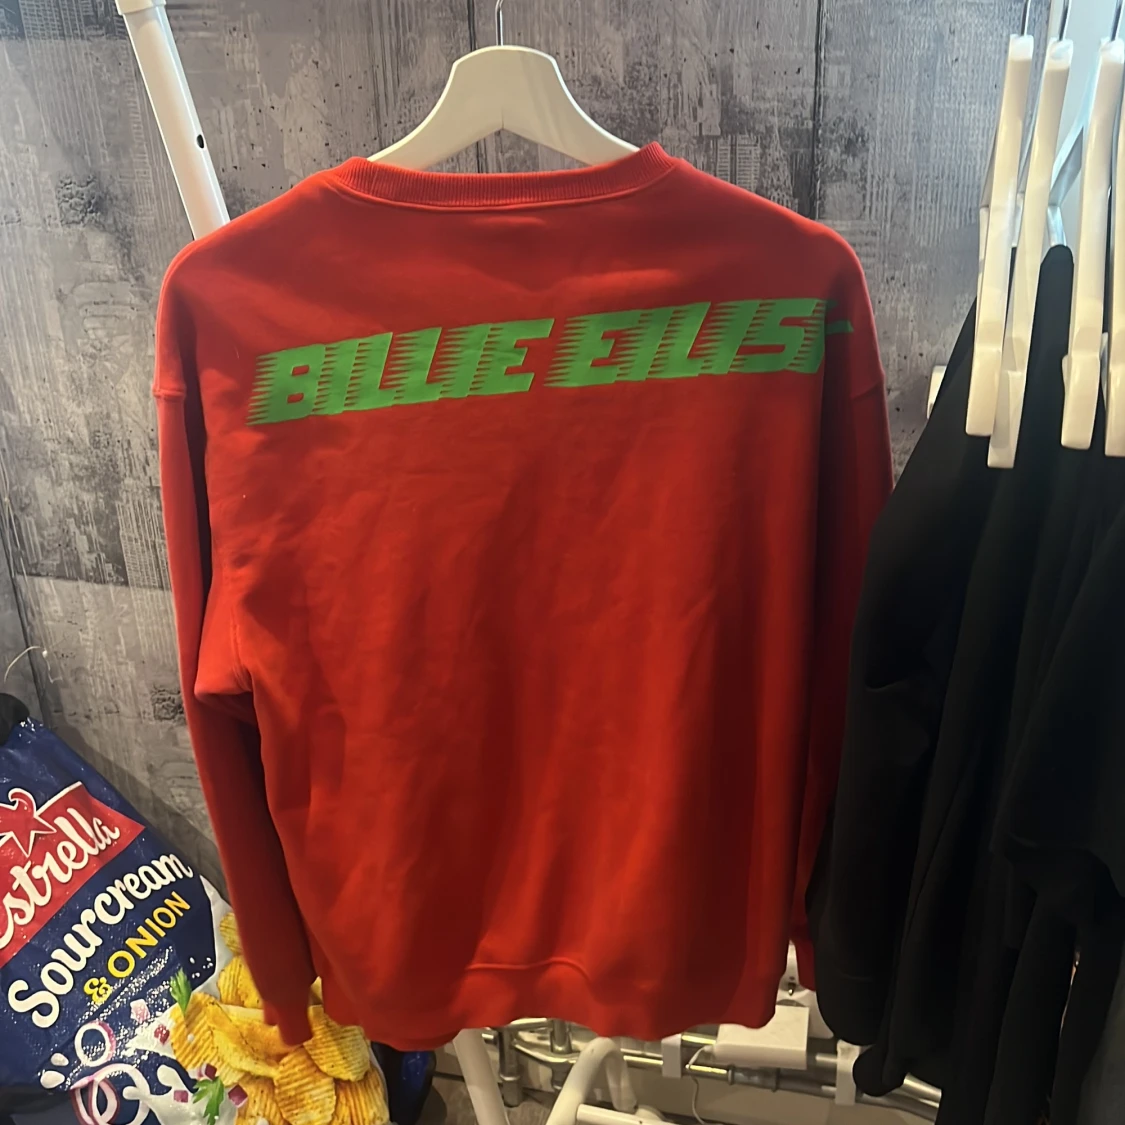 BILLIE EILISH
Estrella
Sourcream
& ONION